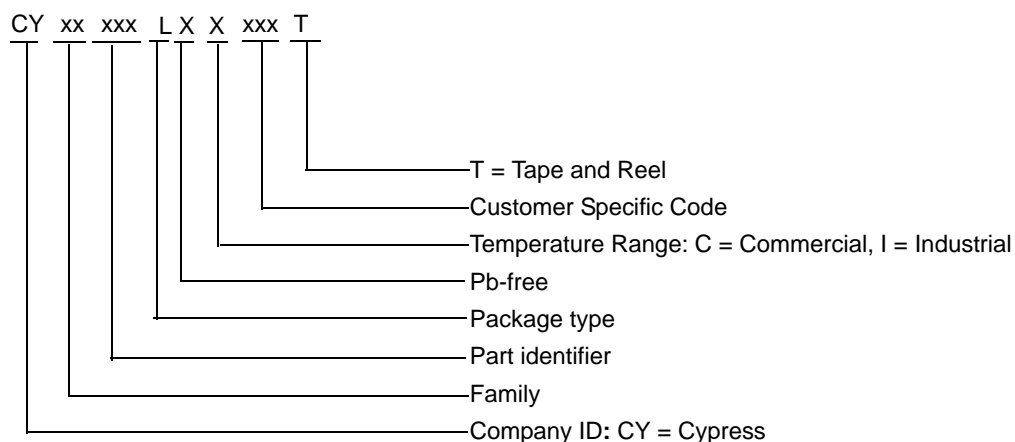 CY xx xxx L X X xxx T
T = Tape and Reel
Customer Specific Code
Temperature Range: C = Commercial, I = Industrial
Pb-free
Package type
Part identifier
Family
Company ID: CY = Cypress